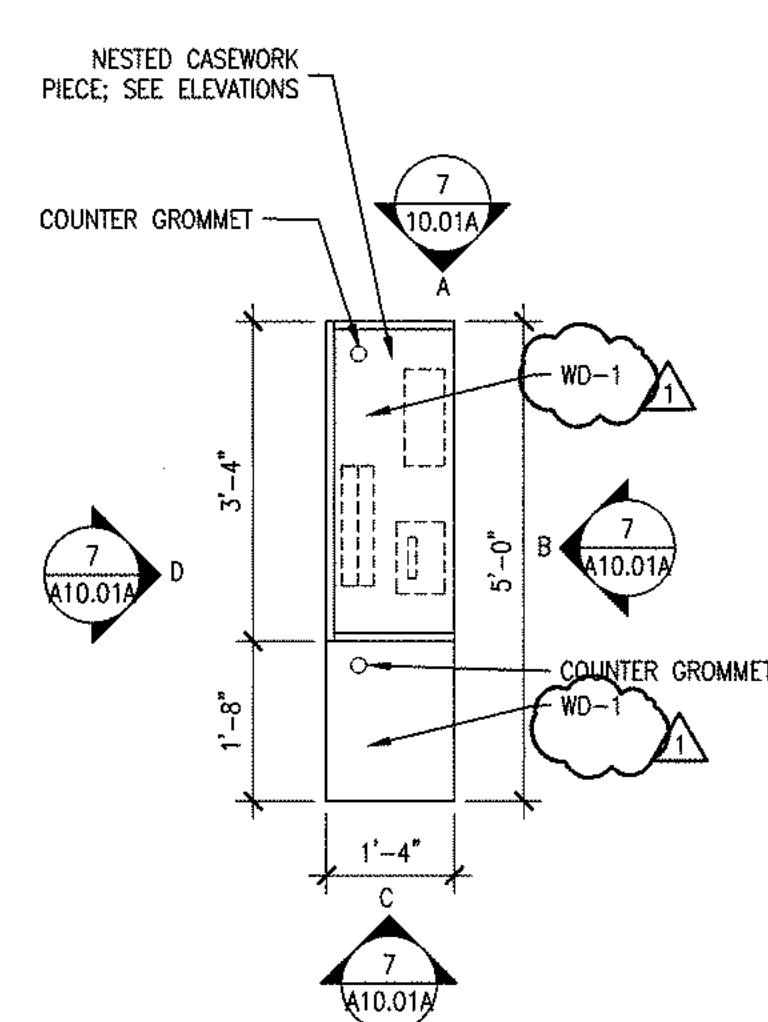 NESTED CASEWORK
PIECE; SEE ELEVATIONS
7
10.01A
A
COUNTER GROMMET
WD-1
1
3'-4"
7
A10.01A
D
5'-0"
B
7
A10.01A
COUNTER GROMMET
WD-1
1
1'-8"
1'-4"
C
7
A10.01A